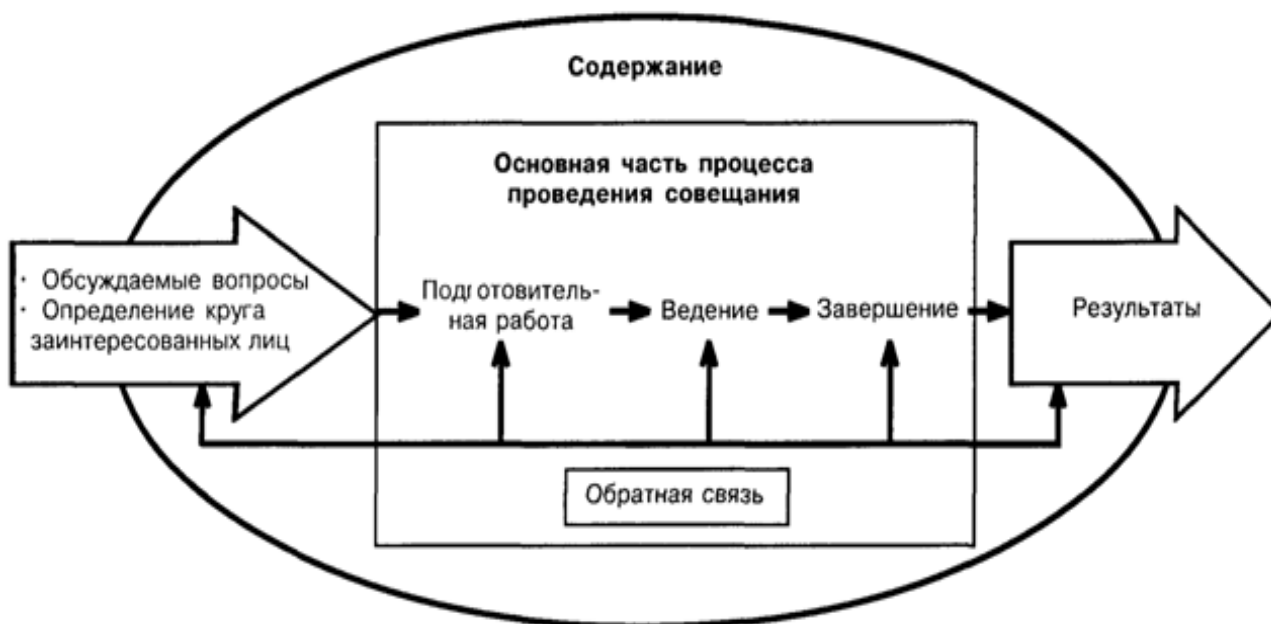 Содержание
Основная часть процесса
проведения совещания
· Обсуждаемые вопросы
· Определение круга
заинтересованных лиц
Подготовитель-
ная работа
Ведение
Завершение
Результаты
Обратная связь